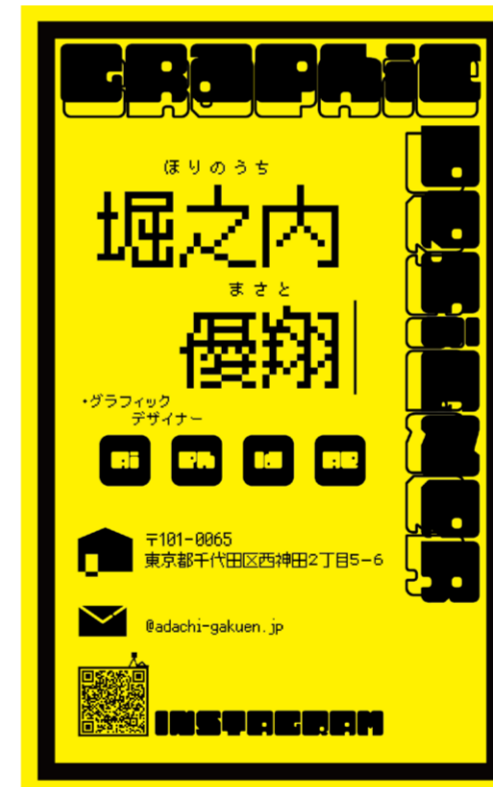 GRAPHiC
DESiGNER
ほりのうち
堀之内
まさと
優翔
・グラフィック
デザイナー
Ai
Ph
Id
AE
〒101-0065
東京都千代田区西神田2丁目5-6
@adachi-gakuen.jp
INSTAGRAM